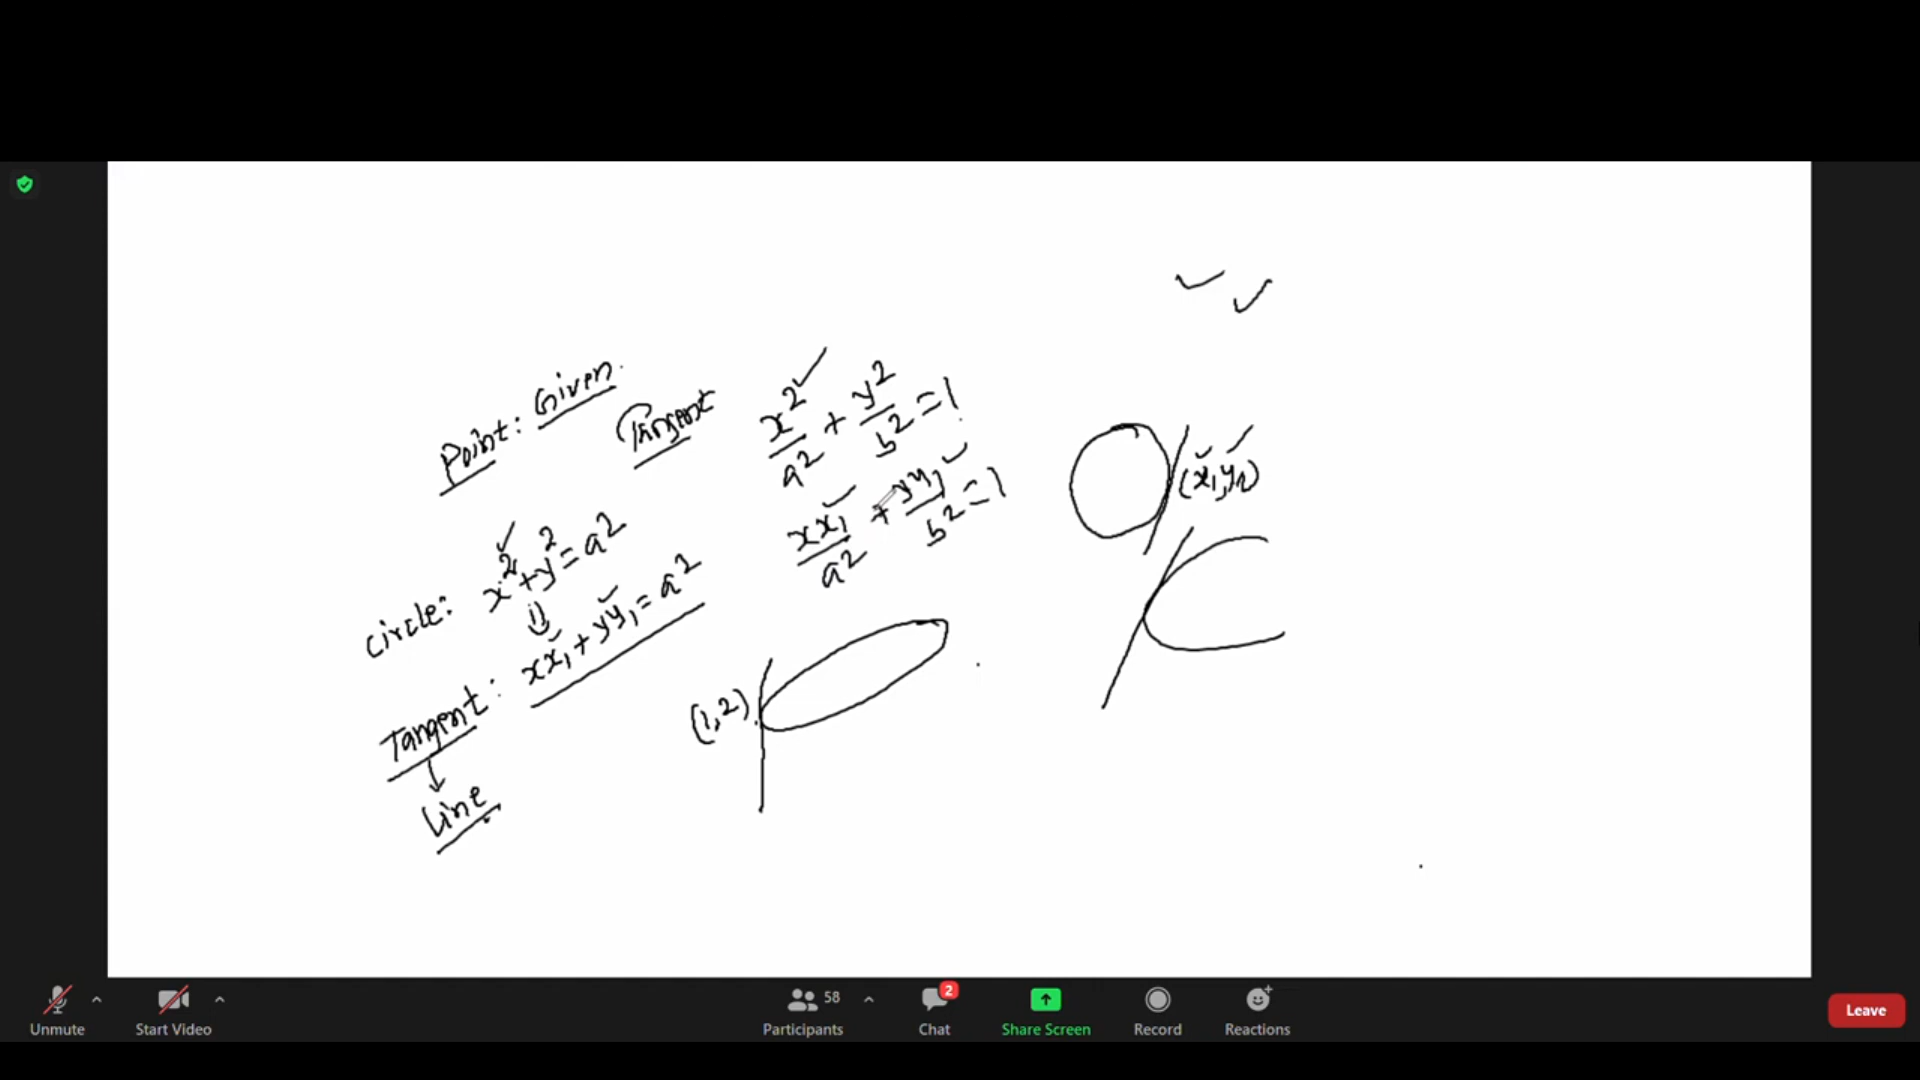 Point: Given.
Tangent
x²/a² + y²/b² = 1
xx₁/a² + yy₁/b² = 1
(x₁, y₁)
circle: x² + y² = a²
⇓
Tangent: xx₁ + yy₁ = a²
↓
Line
(1,2)
Unmute
Start Video
58
Participants
2
Chat
Share Screen
Record
Reactions
Leave